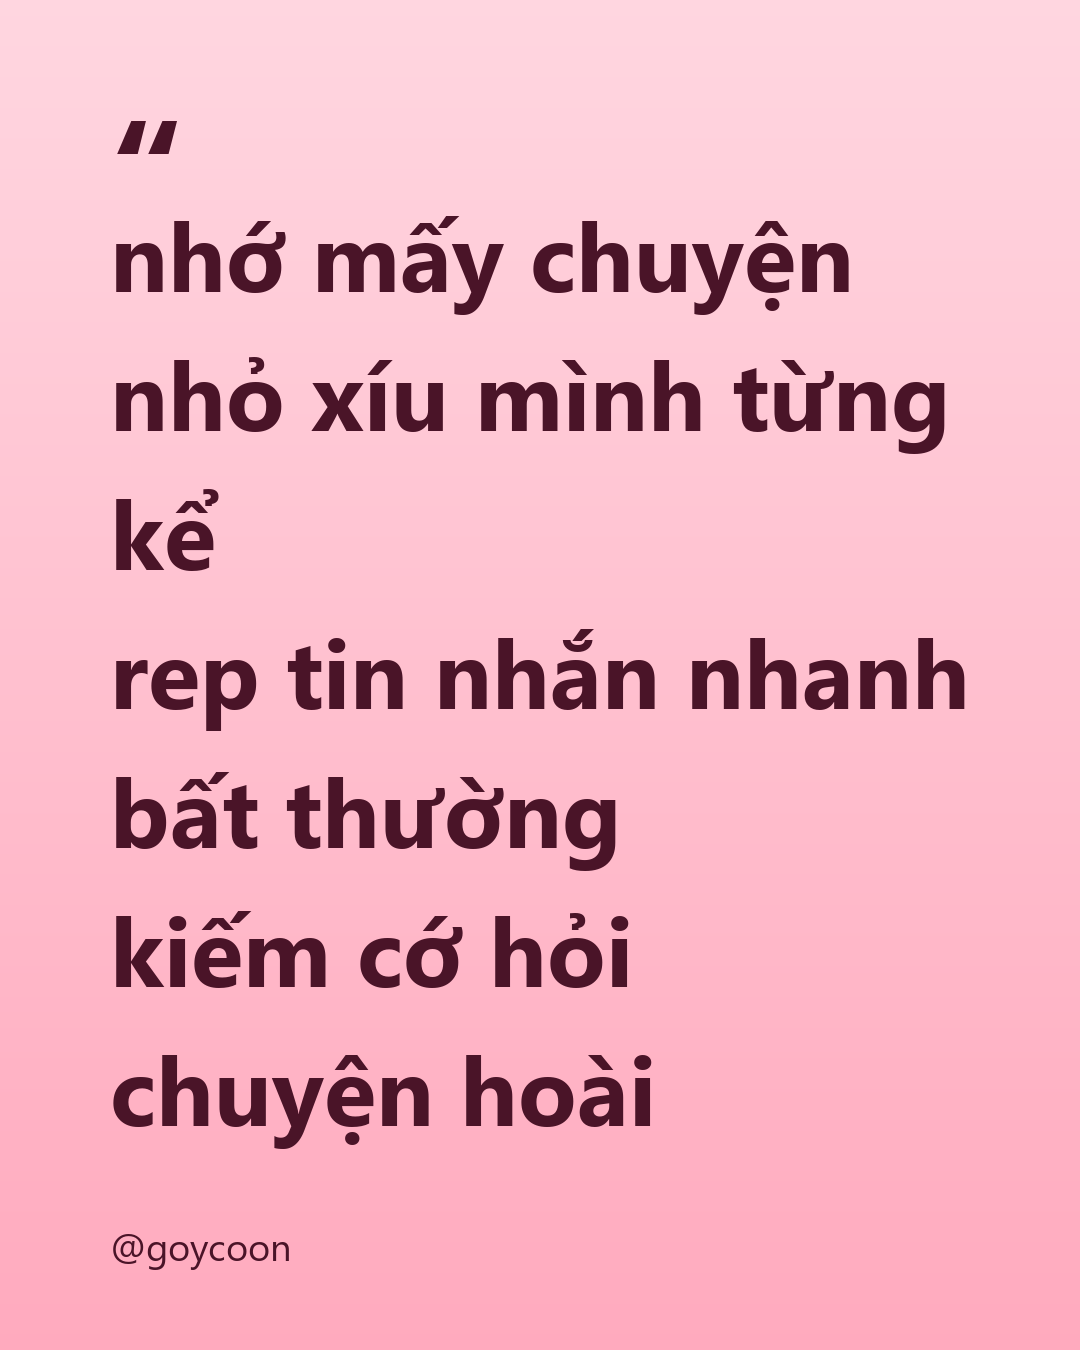 “
nhớ mấy chuyện
nhỏ xíu mình từng
kể
rep tin nhắn nhanh
bất thường
kiếm cớ hỏi
chuyện hoài
@goycoon